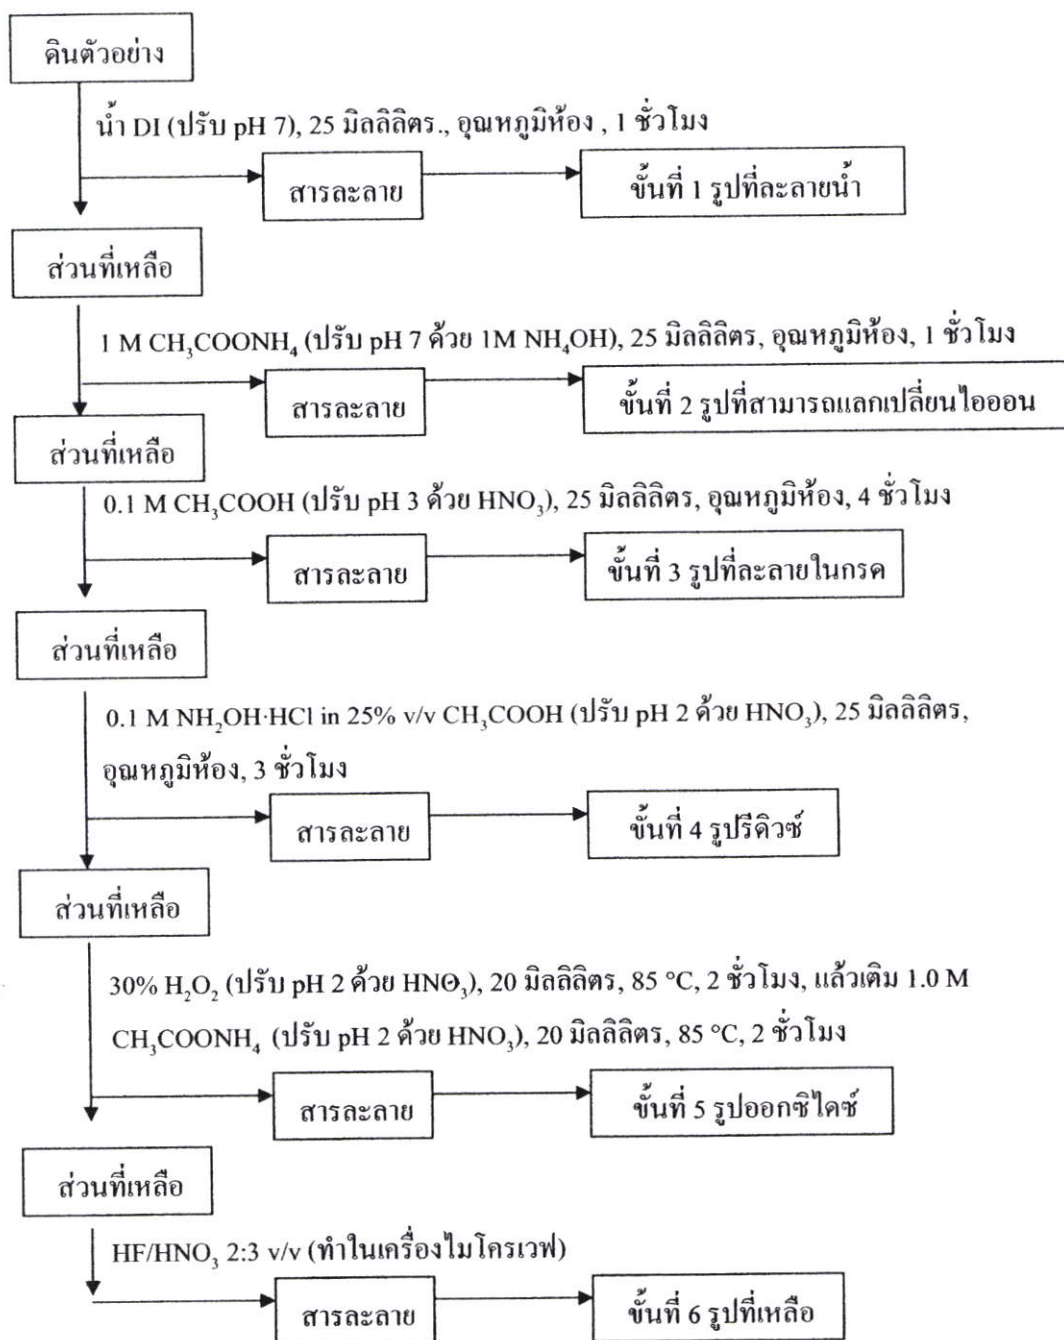 ดินตัวอย่าง
น้ำ DI (ปรับ pH 7), 25 มิลลิลิตร., อุณหภูมิห้อง , 1 ชั่วโมง
สารละลาย
ขั้นที่ 1 รูปที่ละลายน้ำ
ส่วนที่เหลือ
1 M CH₃COONH₄ (ปรับ pH 7 ด้วย 1M NH₄OH), 25 มิลลิลิตร, อุณหภูมิห้อง, 1 ชั่วโมง
สารละลาย
ขั้นที่ 2 รูปที่สามารถแลกเปลี่ยนไอออน
ส่วนที่เหลือ
0.1 M CH₃COOH (ปรับ pH 3 ด้วย HNO₃), 25 มิลลิลิตร, อุณหภูมิห้อง, 4 ชั่วโมง
สารละลาย
ขั้นที่ 3 รูปที่ละลายในกรด
ส่วนที่เหลือ
0.1 M NH₂OH·HCl in 25% v/v CH₃COOH (ปรับ pH 2 ด้วย HNO₃), 25 มิลลิลิตร,
อุณหภูมิห้อง, 3 ชั่วโมง
สารละลาย
ขั้นที่ 4 รูปรีดิวซ์
ส่วนที่เหลือ
30% H₂O₂ (ปรับ pH 2 ด้วย HNO₃), 20 มิลลิลิตร, 85 °C, 2 ชั่วโมง, แล้วเติม 1.0 M
CH₃COONH₄ (ปรับ pH 2 ด้วย HNO₃), 20 มิลลิลิตร, 85 °C, 2 ชั่วโมง
สารละลาย
ขั้นที่ 5 รูปออกซิไดซ์
ส่วนที่เหลือ
HF/HNO₃ 2:3 v/v (ทำในเครื่องไมโครเวฟ)
สารละลาย
ขั้นที่ 6 รูปที่เหลือ